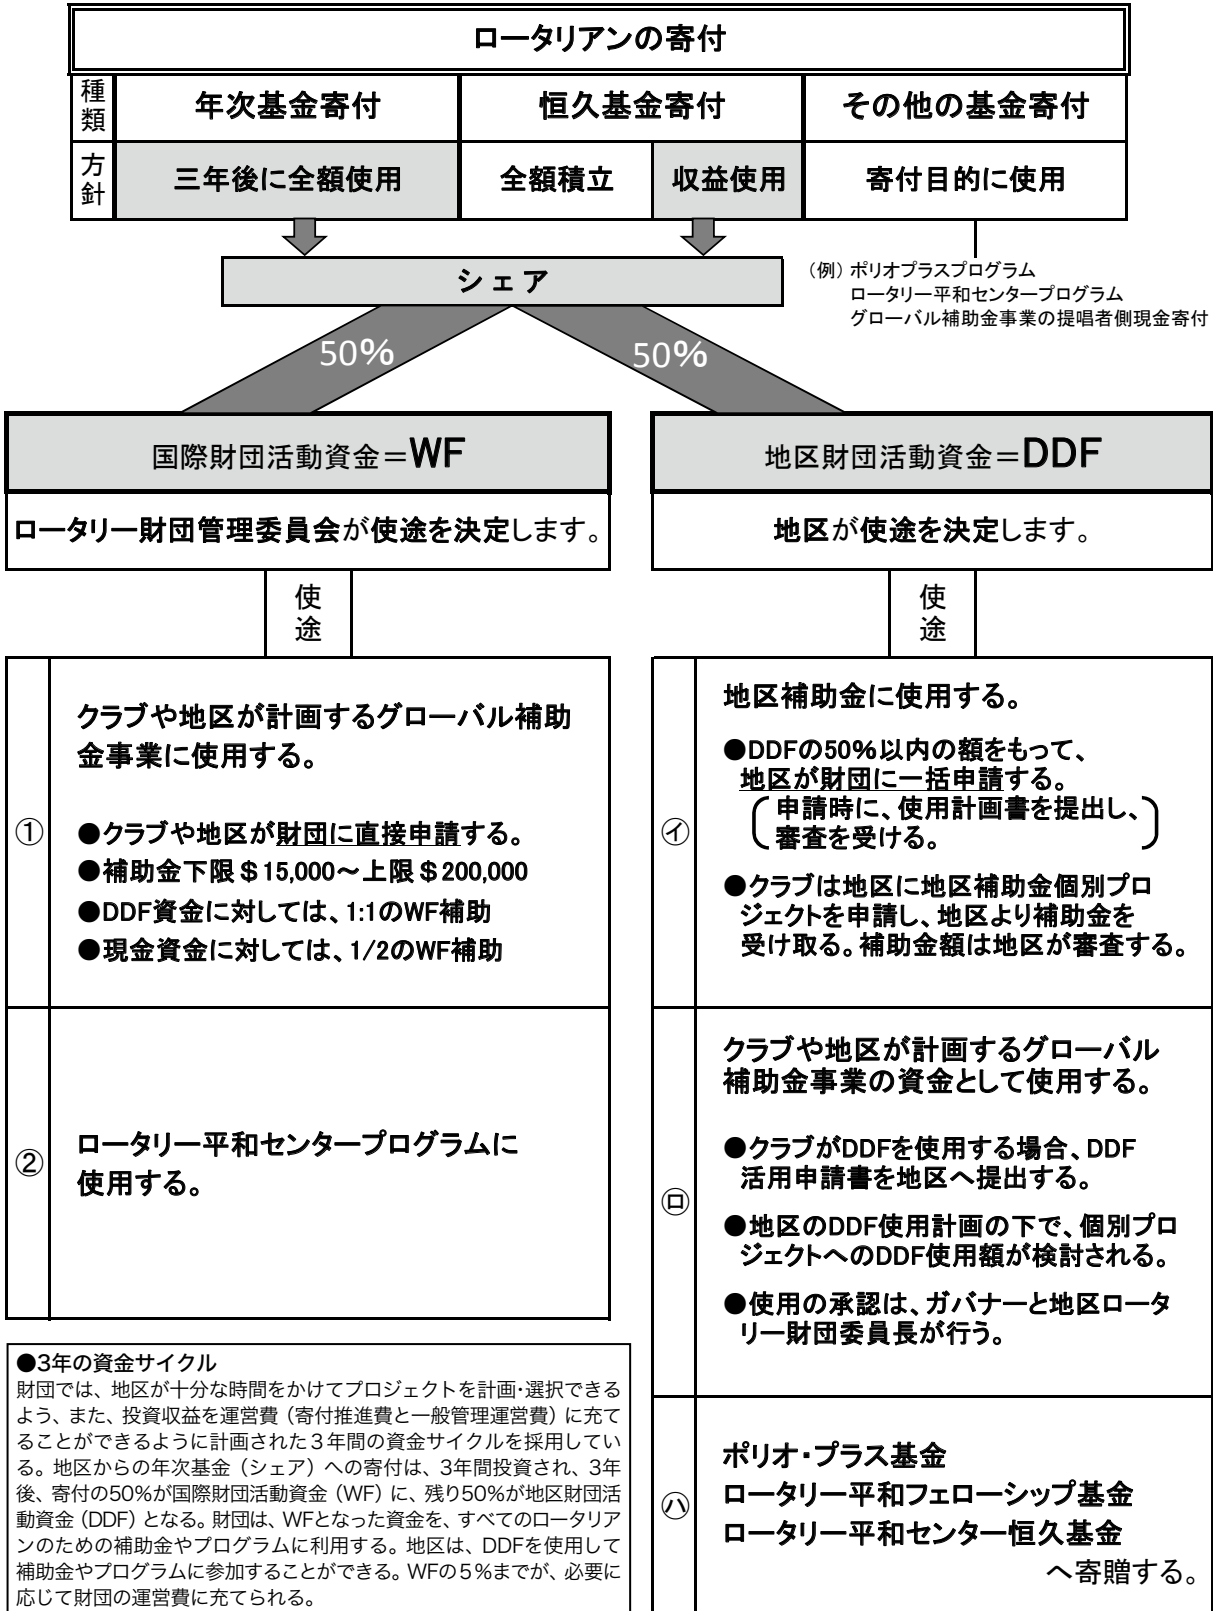 ロータリアンの寄付
種類
年次基金寄付
恒久基金寄付
その他の基金寄付
方針
三年後に全額使用
全額積立
収益使用
寄付目的に使用
シェア
（例）ポリオプラスプログラム
ロータリー平和センタープログラム
グローバル補助金事業の提唱者側現金寄付
50%
50%
国際財団活動資金＝WF
ロータリー財団管理委員会が使途を決定します。
使途
①
クラブや地区が計画するグローバル補助
金事業に使用する。
●クラブや地区が財団に直接申請する。
●補助金下限＄15,000～上限＄200,000
●DDF資金に対しては、1:1のWF補助
●現金資金に対しては、1/2のWF補助
②
ロータリー平和センタープログラムに
使用する。
●3年の資金サイクル
財団では、地区が十分な時間をかけてプロジェクトを計画・選択できる
よう、また、投資収益を運営費（寄付推進費と一般管理運営費）に充て
ることができるように計画された３年間の資金サイクルを採用してい
る。地区からの年次基金（シェア）への寄付は、3年間投資され、3年
後、寄付の50%が国際財団活動資金（WF）に、残り50%が地区財団活
動資金（DDF）となる。財団は、WFとなった資金を、すべてのロータリア
ンのための補助金やプログラムに利用する。地区は、DDFを使用して
補助金やプログラムに参加することができる。WFの５%までが、必要に
応じて財団の運営費に充てられる。
地区財団活動資金＝DDF
地区が使途を決定します。
使途
㋑
地区補助金に使用する。
●DDFの50%以内の額をもって、
地区が財団に一括申請する。
（申請時に、使用計画書を提出し、
審査を受ける。）
●クラブは地区に地区補助金個別プロ
ジェクトを申請し、地区より補助金を
受け取る。補助金額は地区が審査する。
㋺
クラブや地区が計画するグローバル
補助金事業の資金として使用する。
●クラブがDDFを使用する場合、DDF
活用申請書を地区へ提出する。
●地区のDDF使用計画の下で、個別プロ
ジェクトへのDDF使用額が検討される。
●使用の承認は、ガバナーと地区ロータ
リー財団委員長が行う。
㋩
ポリオ・プラス基金
ロータリー平和フェローシップ基金
ロータリー平和センター恒久基金
へ寄贈する。